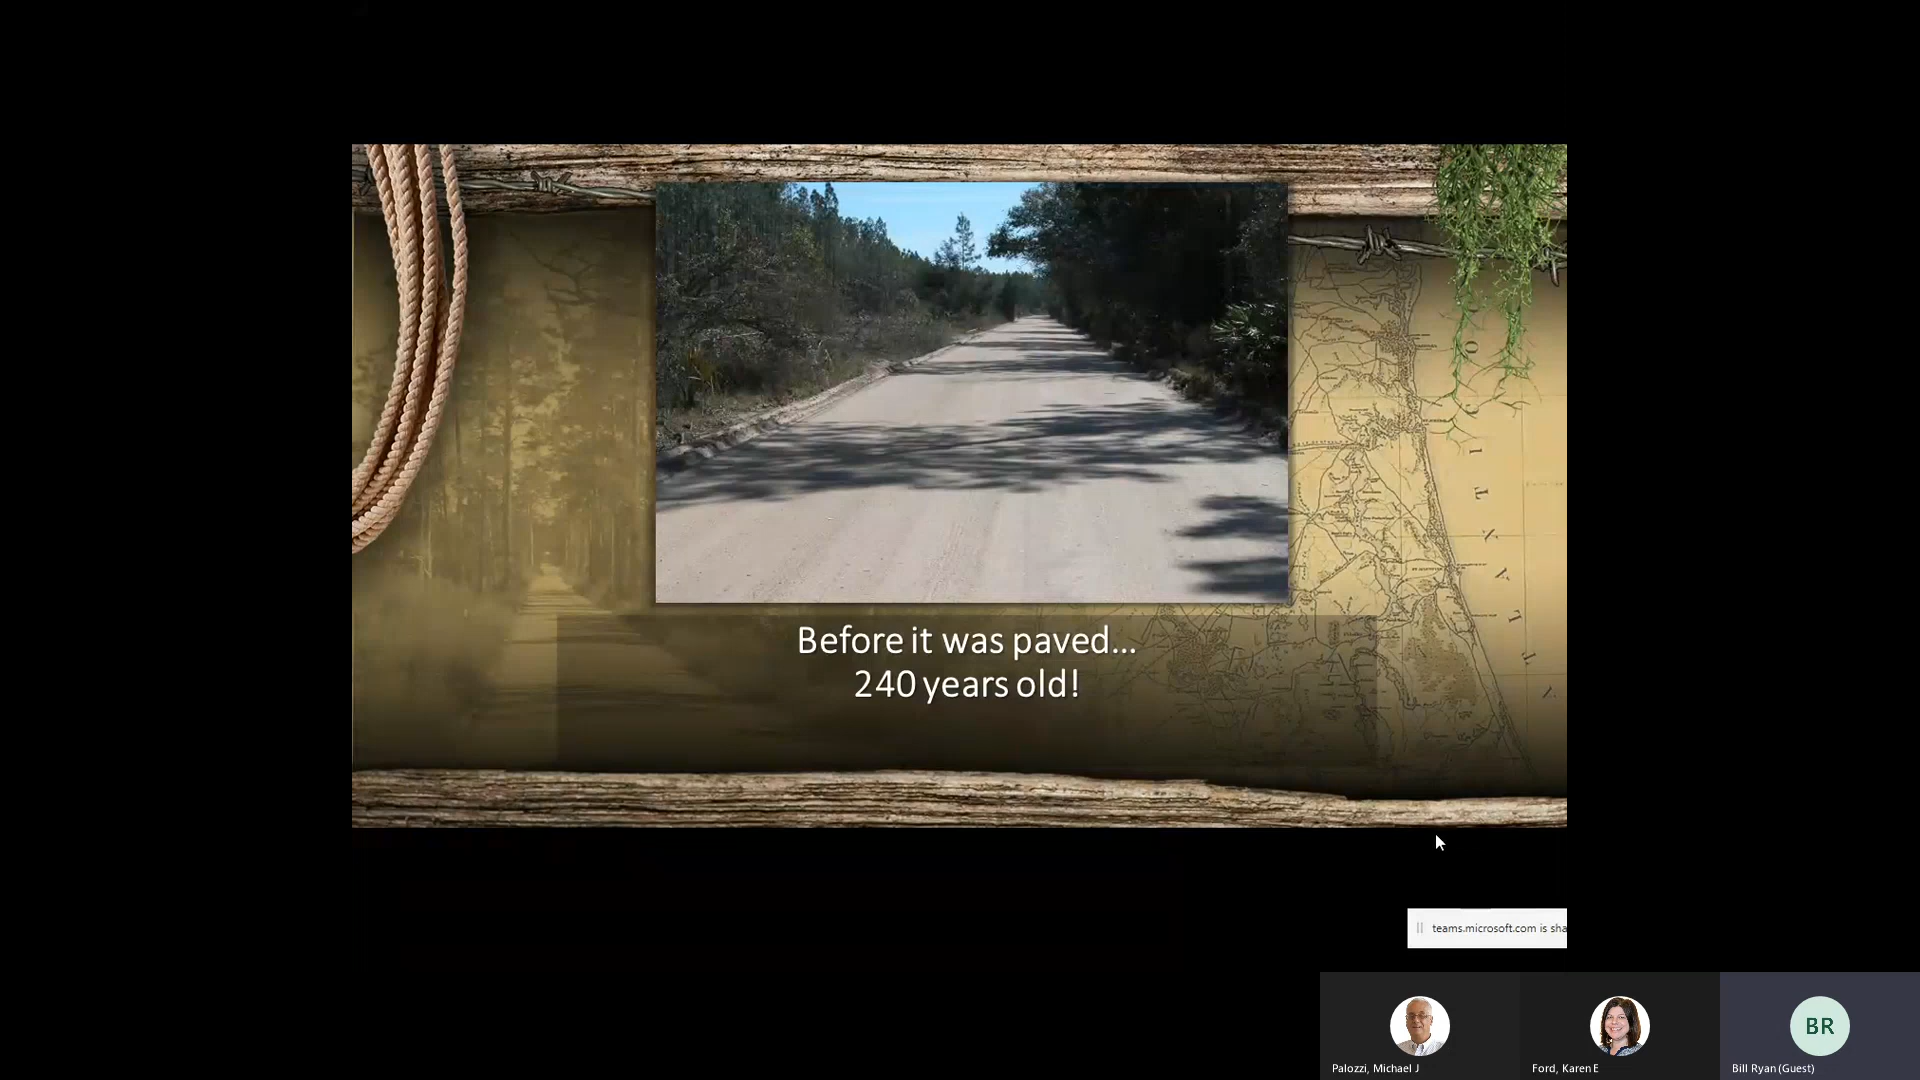 Before it was paved...
240 years old!
teams.microsoft.com is sha
BR
Palozzi, Michael J
Ford, Karen E
Bill Ryan (Guest)